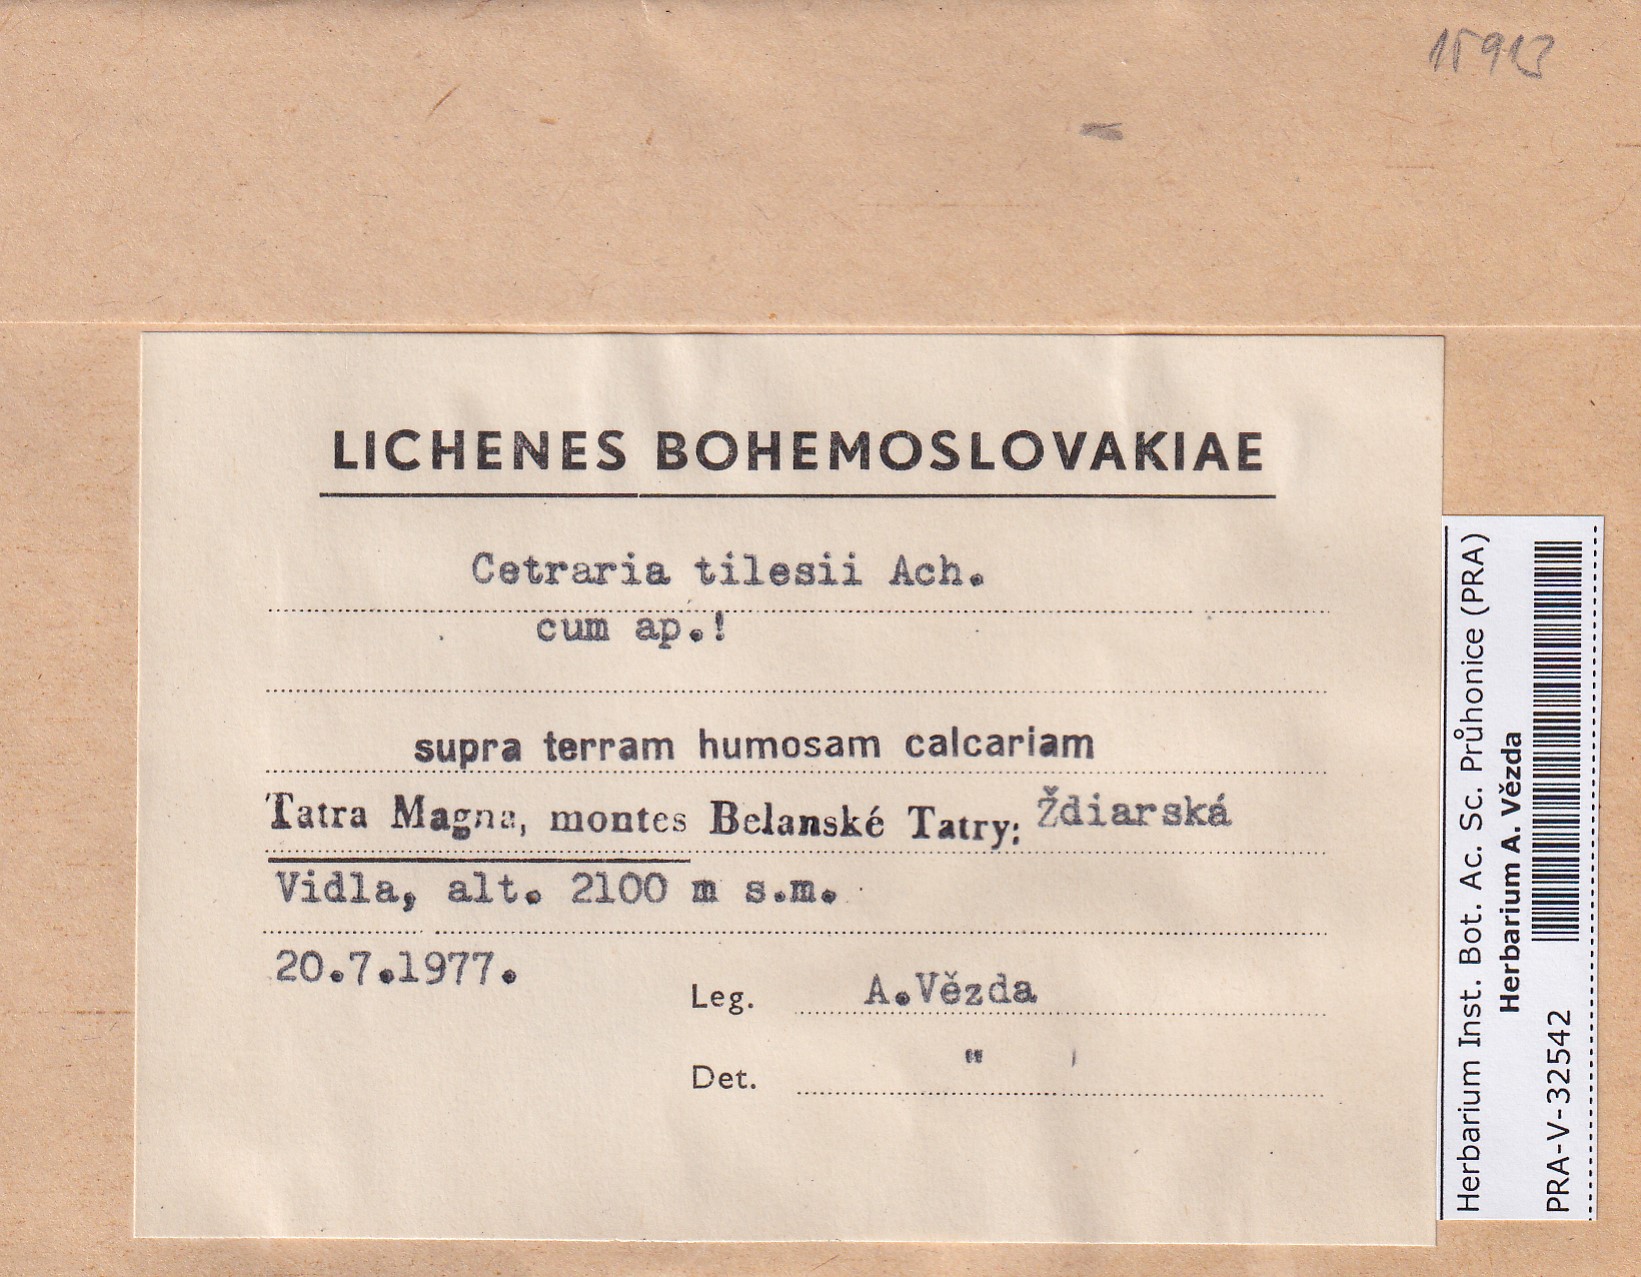 15913
LICHENES BOHEMOSLOVAKIAE
Cetraria tilesii Ach.
cum ap.!
supra terram humosam calcariam
Tatra Magna, montes Belanské Tatry: Ždiarská
Vidla, alt. 2100 m s.m.
20.7.1977.
Leg. A.Vězda
Det. "
Herbarium Inst. Bot. Ac. Sc. Průhonice (PRA)
Herbarium A. Vězda
PRA-V-32542